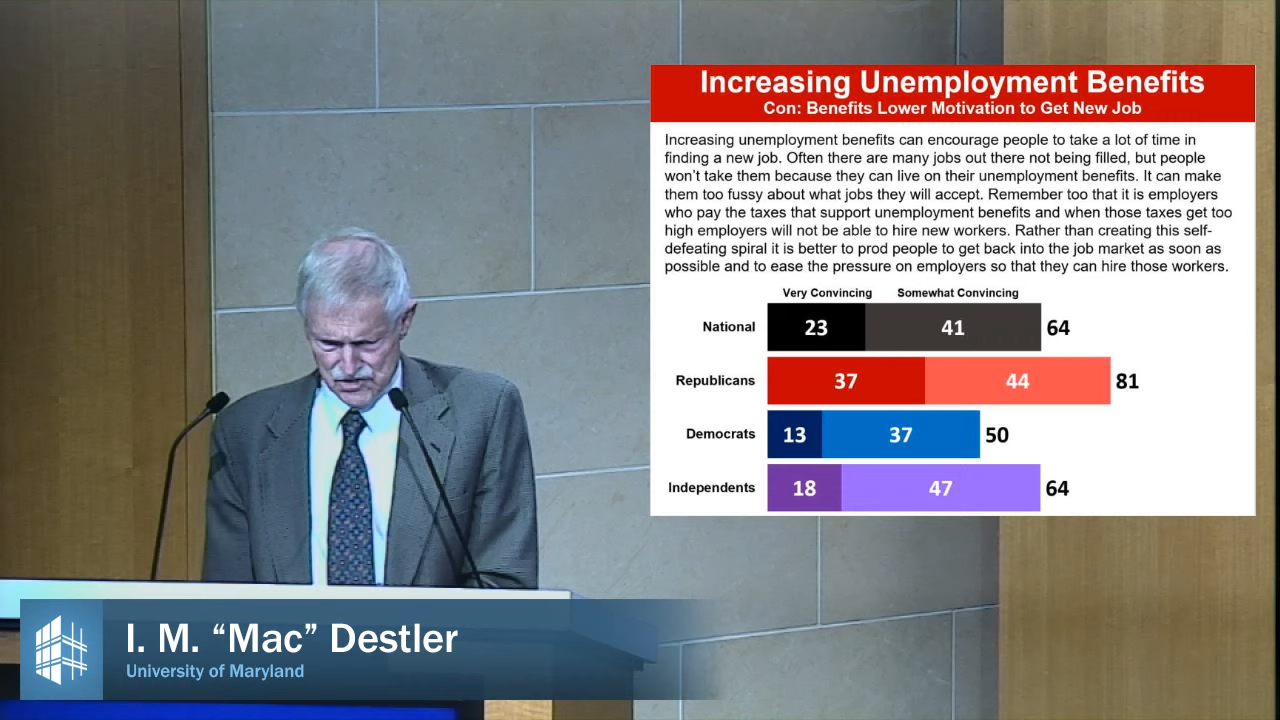 Increasing Unemployment Benefits
Con: Benefits Lower Motivation to Get New Job
Increasing unemployment benefits can encourage people to take a lot of time in
finding a new job. Often there are many jobs out there not being filled, but people
won't take them because they can live on their unemployment benefits. It can make
them too fussy about what jobs they will accept. Remember too that it is employers
who pay the taxes that support unemployment benefits and when those taxes get too
high employers will not be able to hire new workers. Rather than creating this self-
defeating spiral it is better to prod people to get back into the job market as soon as
possible and to ease the pressure on employers so that they can hire those workers.
Very Convincing Somewhat Convincing
National 23 41 64
Republicans 37 44 81
Democrats 13 37 50
Independents 18 47 64
I. M. “Mac” Destler
University of Maryland